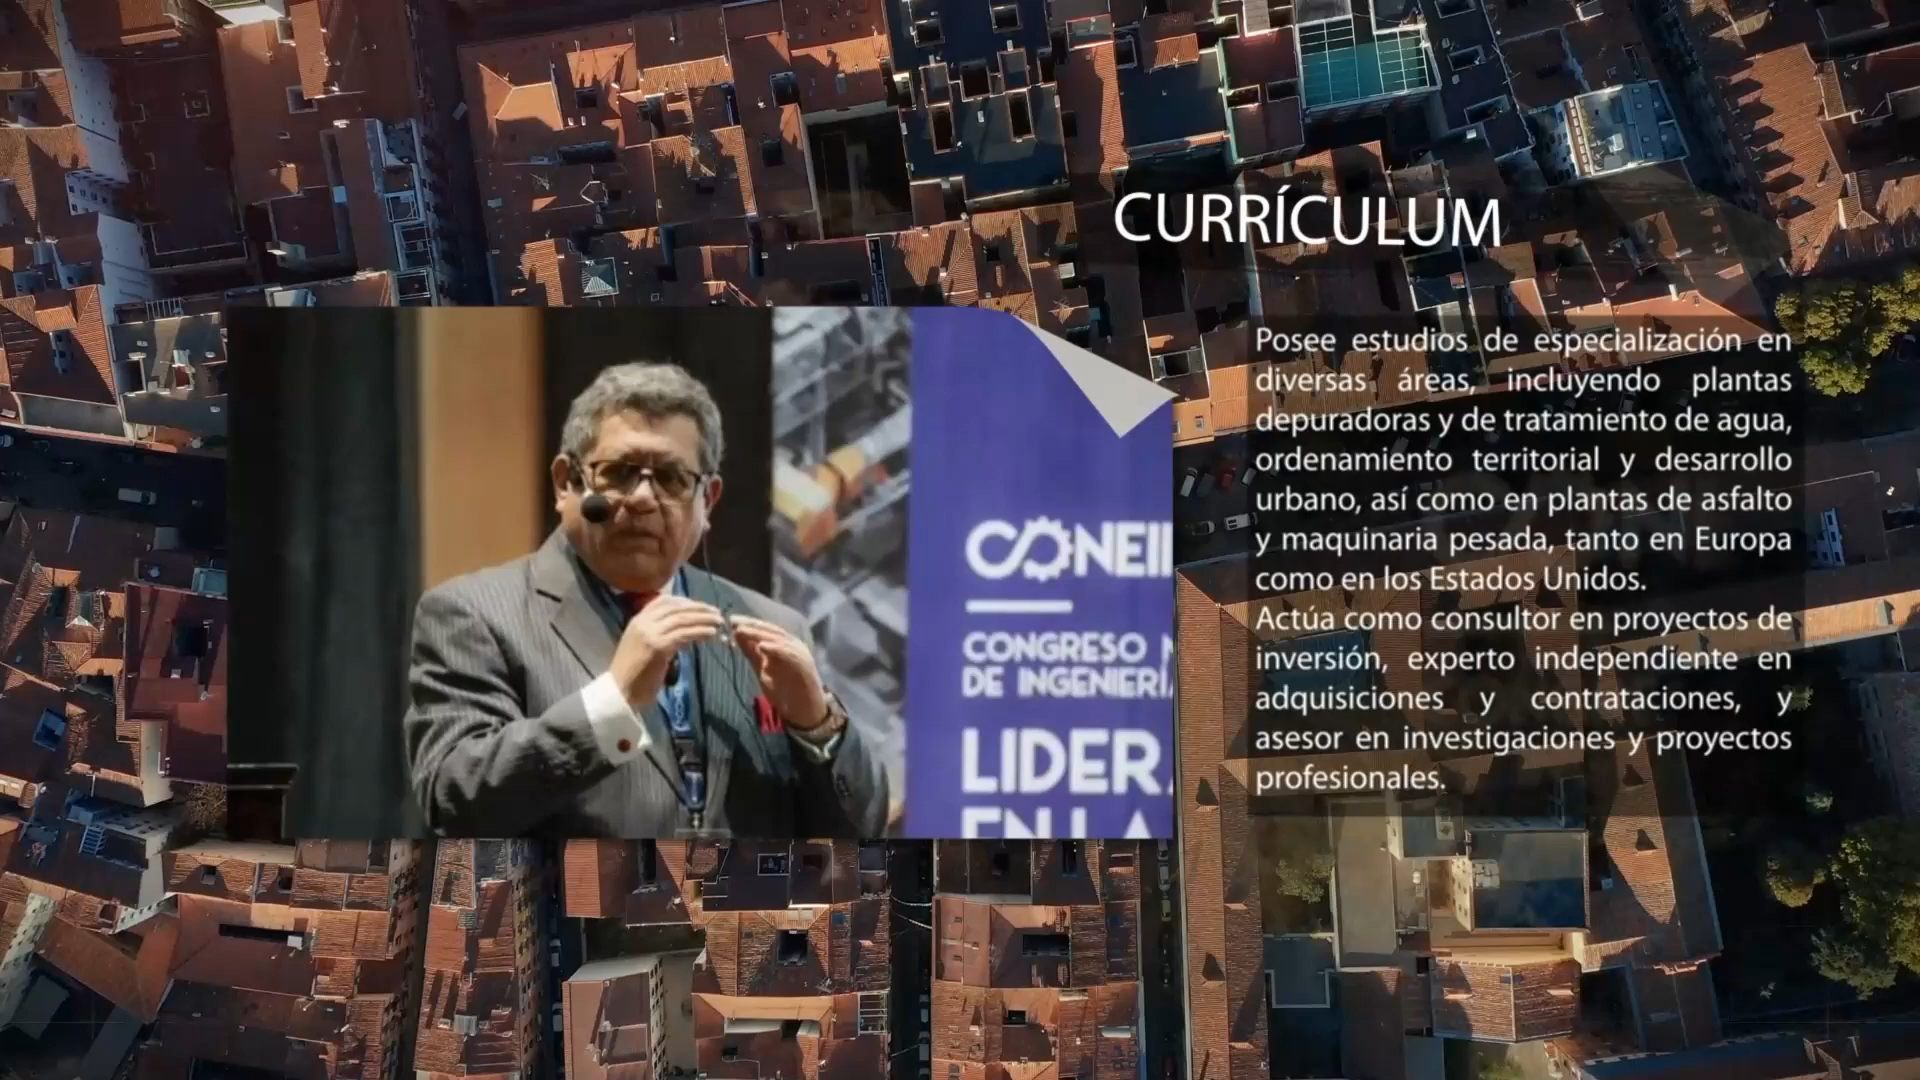 CURRÍCULUM
Posee estudios de especialización en
diversas áreas, incluyendo plantas
depuradoras y de tratamiento de agua,
ordenamiento territorial y desarrollo
urbano, así como en plantas de asfalto
y maquinaria pesada, tanto en Europa
como en los Estados Unidos.
Actúa como consultor en proyectos de
inversión, experto independiente en
adquisiciones y contrataciones, y
asesor en investigaciones y proyectos
profesionales.
CONEI
CONGRESO
DE INGENIERÍ
LIDER
EN LA